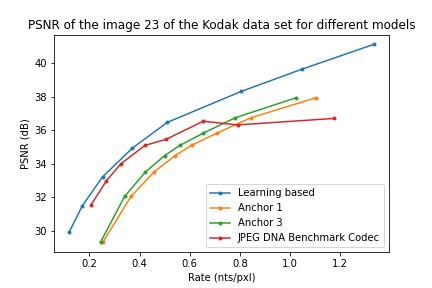 PSNR of the image 23 of the Kodak data set for different models
PSNR (dB)
40
38
36
34
32
30
0.2 0.4 0.6 0.8 1.0 1.2
Rate (nts/pxl)
Learning based
Anchor 1
Anchor 3
JPEG DNA Benchmark Codec